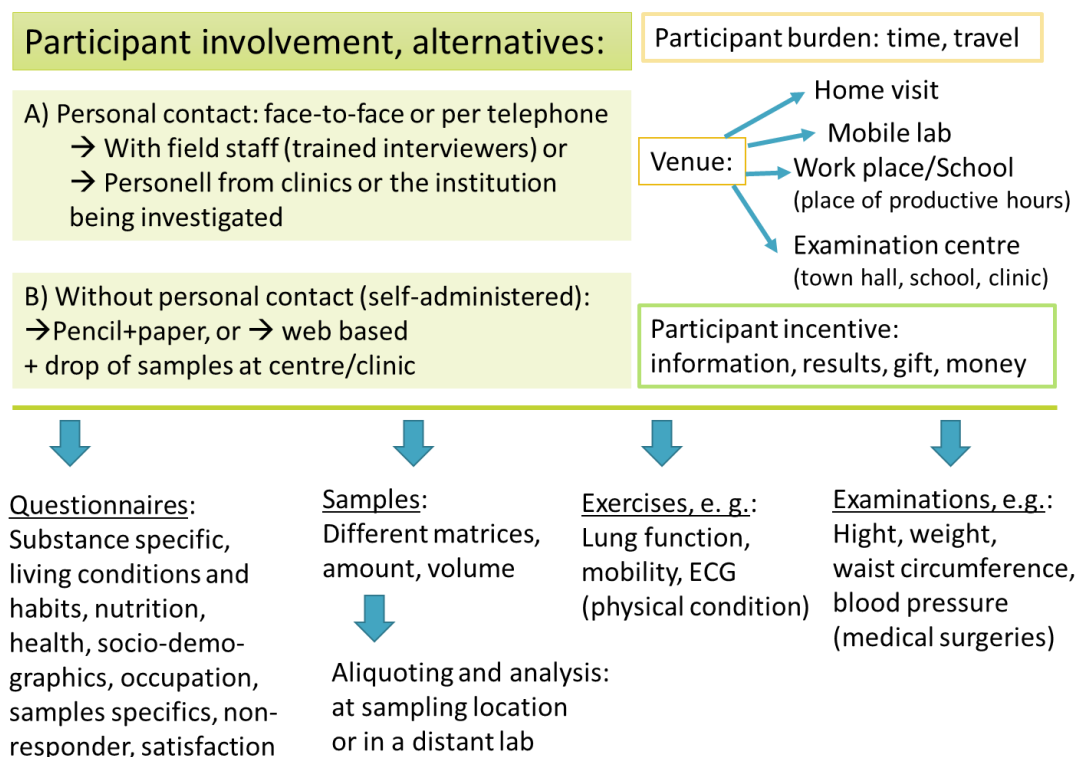 Participant involvement, alternatives:
A) Personal contact: face-to-face or per telephone
→ With field staff (trained interviewers) or
→ Personell from clinics or the institution
being investigated
B) Without personal contact (self-administered):
→Pencil+paper, or → web based
+ drop of samples at centre/clinic
Participant burden: time, travel
Venue:
Home visit
Mobile lab
Work place/School
(place of productive hours)
Examination centre
(town hall, school, clinic)
Participant incentive:
information, results, gift, money
Questionnaires:
Substance specific,
living conditions and
habits, nutrition,
health, socio-demo-
graphics, occupation,
samples specifics, non-
responder, satisfaction
Samples:
Different matrices,
amount, volume
Aliquoting and analysis:
at sampling location
or in a distant lab
Exercises, e. g.:
Lung function,
mobility, ECG
(physical condition)
Examinations, e.g.:
Hight, weight,
waist circumference,
blood pressure
(medical surgeries)